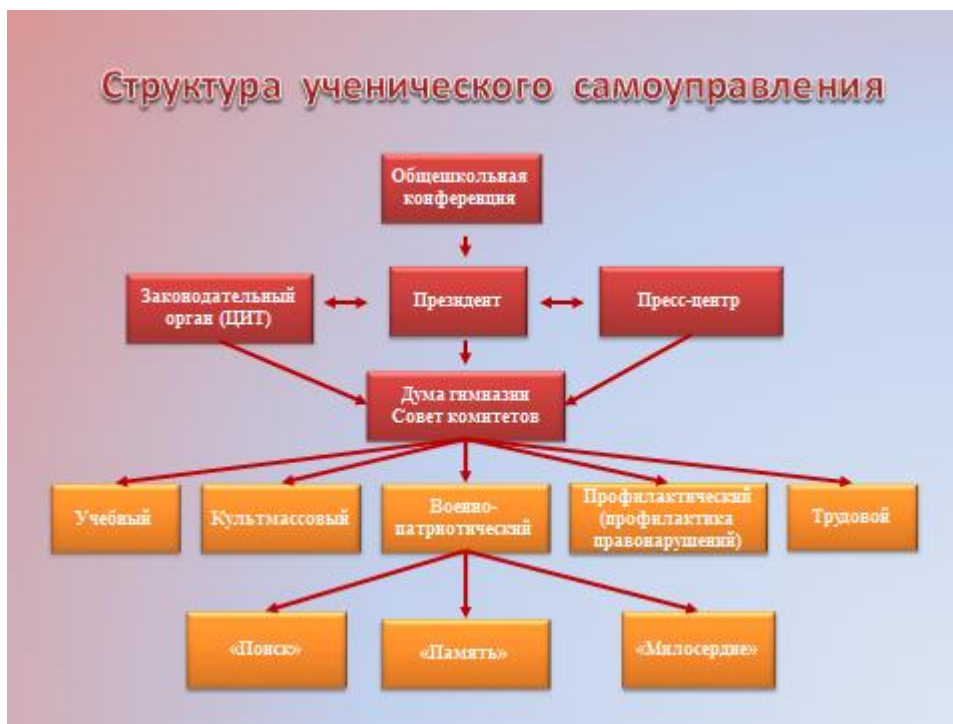 Структура ученического самоуправления
Общешкольная
конференция
Законодательный
орган (ЦИТ)
Президент
Пресс-центр
Дума гимназии
Совет комитетов
Учебный
Культмассовый
Военно-
патриотический
Профилактический
(профилактика
правонарушений)
Трудовой
«Поиск»
«Память»
«Милосердие»